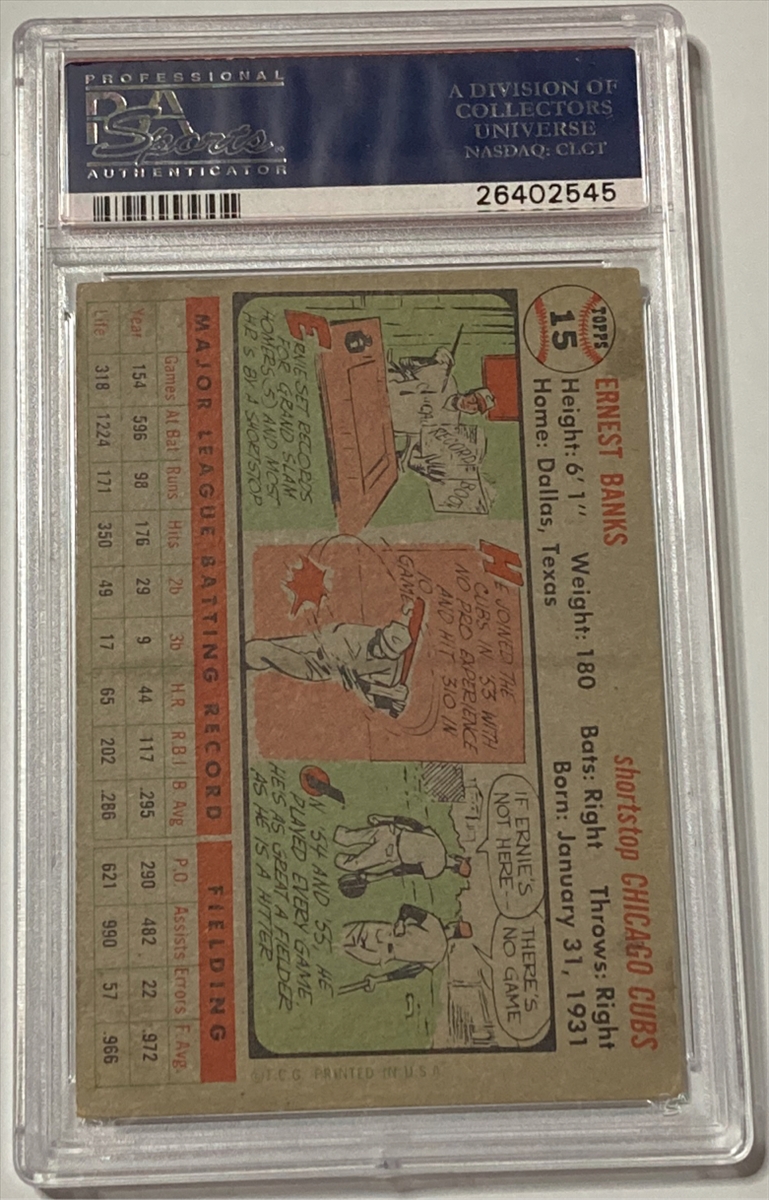 PROFESSIONAL
PSA
Sports
AUTHENTICATOR
A DIVISION OF
COLLECTORS
UNIVERSE
NASDAQ: CLCT
26402545
TOPPS
15
ERNEST BANKS shortstop CHICAGO CUBS
Height: 6' 1" Weight: 180 Bats: Right Throws: Right
Home: Dallas, Texas Born: January 31, 1931
ERNIE SET RECORDS
FOR GRAND SLAM
HOMERS (5) AND MOST
HR'S BY A SHORTSTOP
HE JOINED THE
CUBS IN '53 WITH
NO PRO EXPERIENCE
AND HIT .310 IN
10
GAMES
IF ERNIE'S
NOT HERE—
THERE'S
NO GAME
IN '54 AND '55, HE
PLAYED EVERY GAME.
HE'S AS GREAT A FIELDER
AS HE IS A HITTER.
©T.C.G. PRINTED IN U.S.A.
MAJOR LEAGUE BATTING RECORD FIELDING
Games At Bat Runs Hits 2b 3b H.R. R.B.I. B. Avg. P.O. Assists Errors F. Avg.
Year 154 596 98 176 29 9 44 117 .295 290 482 22 .972
Life 318 1224 171 350 49 17 65 202 .286 621 990 57 .966